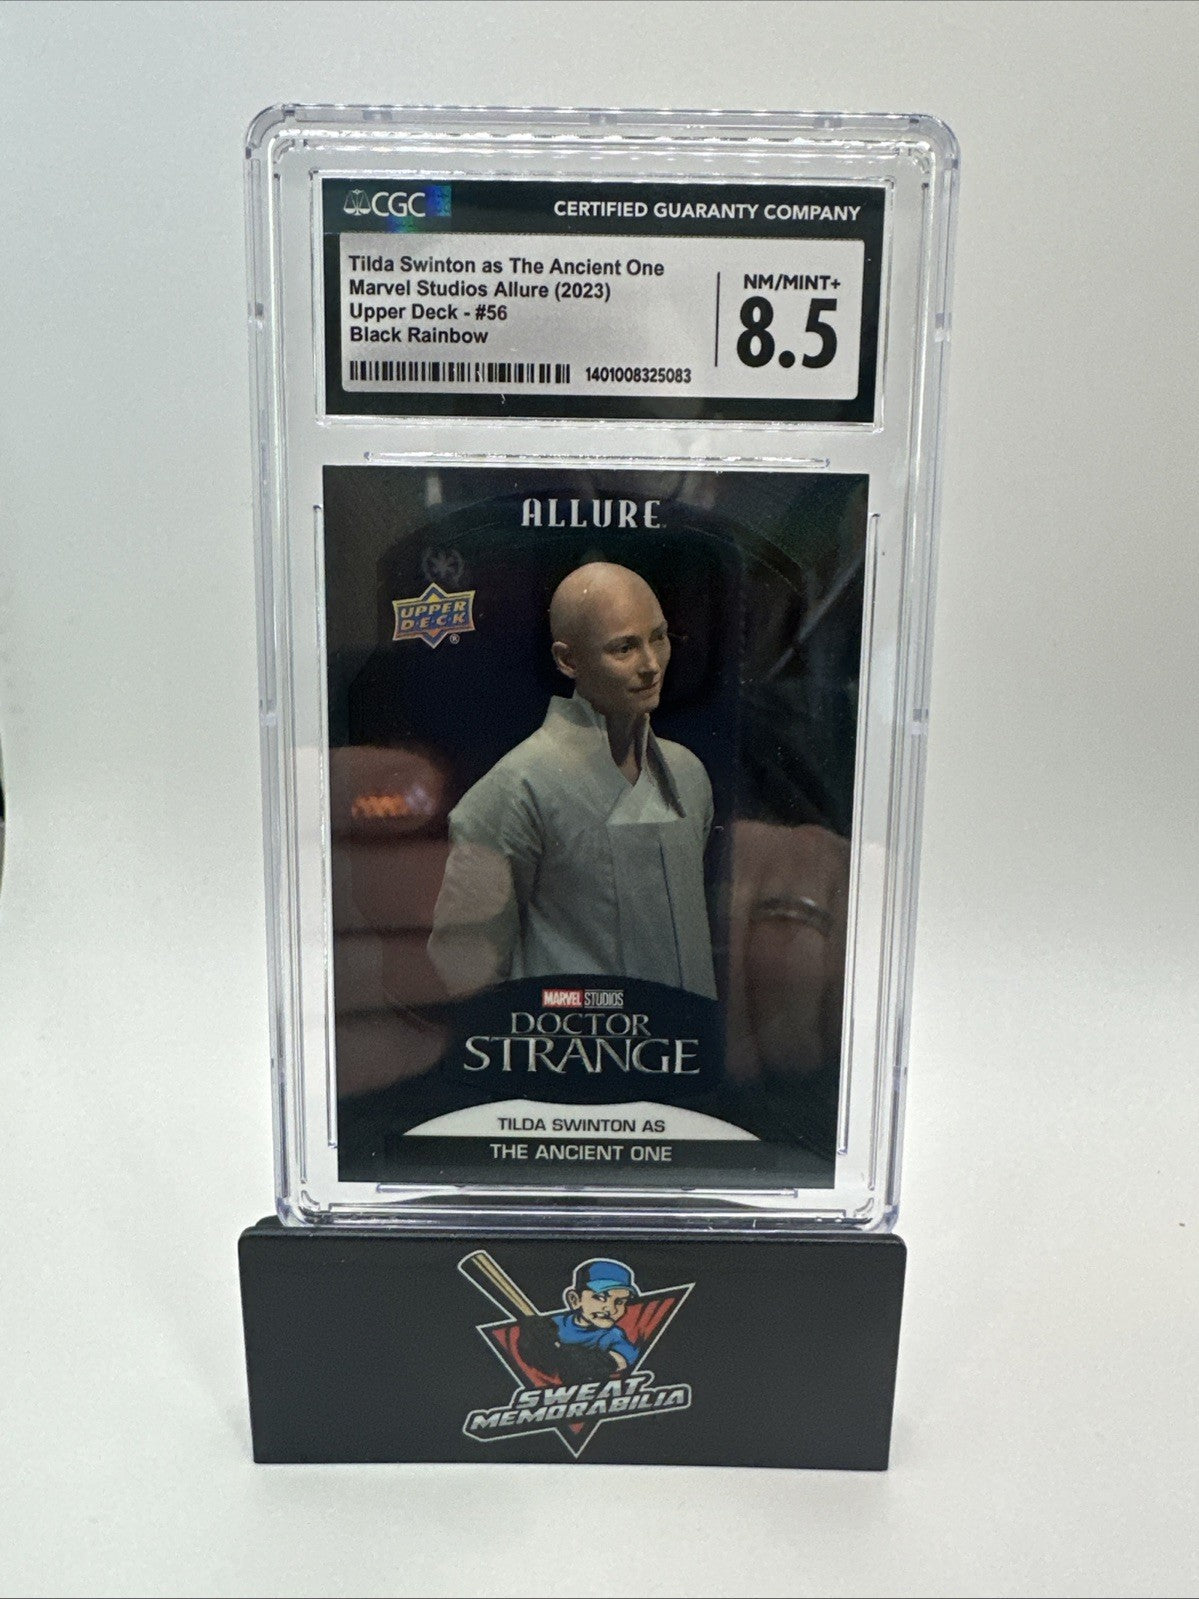 CGC
CERTIFIED GUARANTY COMPANY
Tilda Swinton as The Ancient One
Marvel Studios Allure (2023)
Upper Deck - #56
Black Rainbow
1401008325083
NM/MINT+
8.5
ALLURE
UPPER
DECK
®
MARVEL STUDIOS
DOCTOR
STRANGE
TILDA SWINTON AS
THE ANCIENT ONE
SWEAT
MEMORABILIA